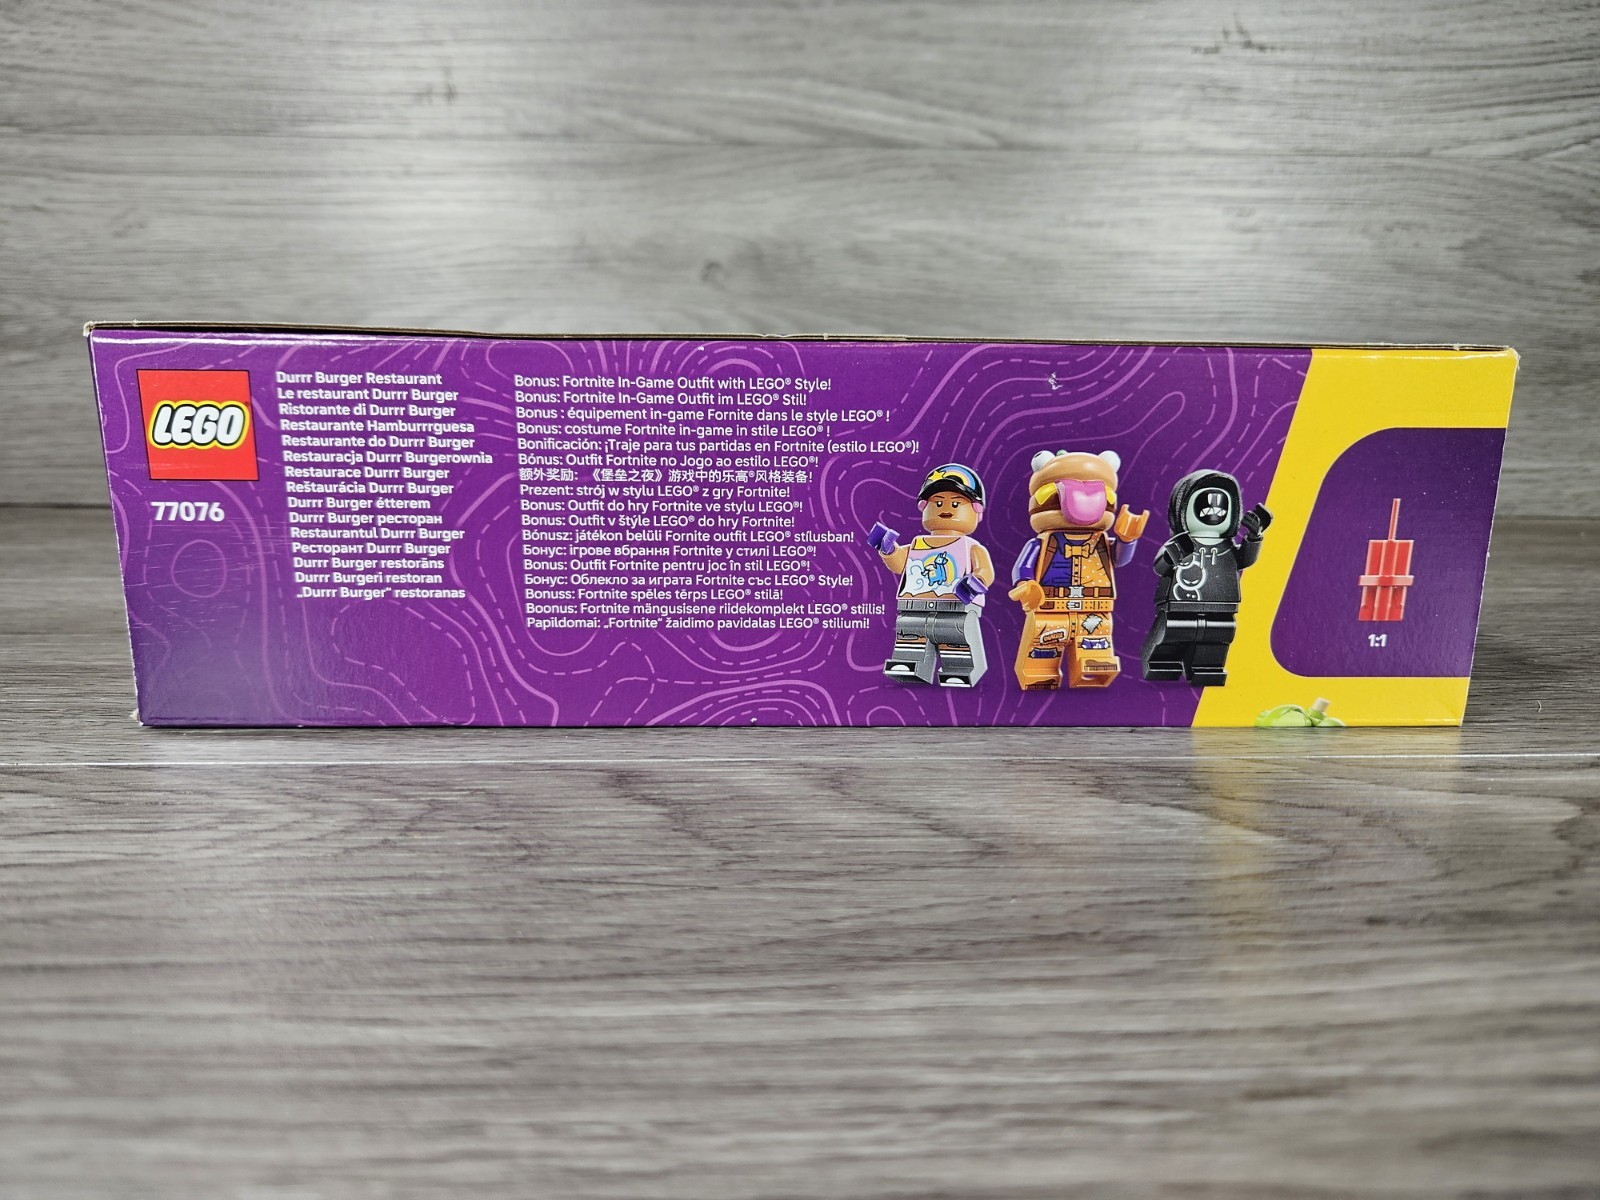 LEGO
77076
Durrr Burger Restaurant
Le restaurant Durrr Burger
Ristorante di Durrr Burger
Restaurante Hamburrrguesa
Restaurante do Durrr Burger
Restauracja Durrr Burgerownia
Restaurace Durrr Burger
Reštaurácia Durrr Burger
Durrr Burger étterem
Durrr Burger ресторан
Restaurantul Durrr Burger
Ресторант Durrr Burger
Durrr Burger restorāns
Durrr Burgeri restoran
„Durrr Burger“ restoranas
Bonus: Fortnite In-Game Outfit with LEGO® Style!
Bonus: Fortnite In-Game Outfit im LEGO® Stil!
Bonus : équipement in-game Fornite dans le style LEGO® !
Bonus: costume Fortnite in-game in stile LEGO® !
Bonificación: ¡Traje para tus partidas en Fortnite (estilo LEGO®)!
Bónus: Outfit Fortnite no Jogo ao estilo LEGO®!
额外奖励：《堡垒之夜》游戏中的乐高®风格装备!
Prezent: strój w stylu LEGO® z gry Fortnite!
Bonus: Outfit do hry Fortnite ve stylu LEGO®!
Bonus: Outfit v štýle LEGO® do hry Fortnite!
Bónusz: játékon belüli Fornite outfit LEGO® stílusban!
Бонус: ігрове вбрання Fortnite у стилі LEGO®!
Bonus: Outfit Fortnite pentru joc în stil LEGO®!
Бонус: Облекло за играта Fortnite със LEGO® Style!
Bonuss: Fortnite spēles tērps LEGO® stilā!
Boonus: Fortnite mängusisene riidekomplekt LEGO® stiilis!
Papildomai: „Fortnite“ žaidimo pavidalas LEGO® stiliumi!
1:1